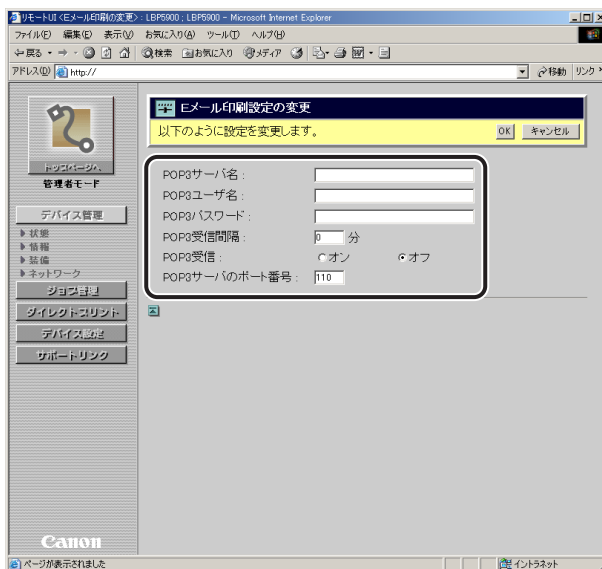 リモートUI <Eメール印刷の変更> : LBP5900 ; LBP5900 - Microsoft Internet Explorer
ファイル(F) 編集(E) 表示(V) お気に入り(A) ツール(T) ヘルプ(H)
戻る 検索 お気に入り メディア
アドレス(D) http:// 移動 リンク
Eメール印刷設定の変更
以下のように設定を変更します。 OK キャンセル
トップページへ
管理者モード
デバイス管理
状態
情報
装備
ネットワーク
ジョブ管理
ダイレクトプリント
デバイス設定
サポートリンク
Canon
POP3サーバ名 :
POP3ユーザ名 :
POP3パスワード :
POP3受信間隔 : 0 分
POP3受信 : オン オフ
POP3サーバのポート番号 : 110
ページが表示されました
イントラネット